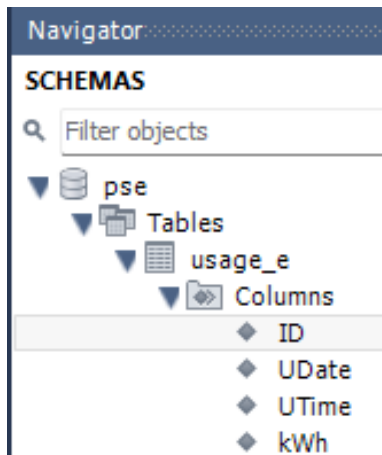 Navigator
SCHEMAS
Filter objects
pse
Tables
usage_e
Columns
ID
UDate
UTime
kWh